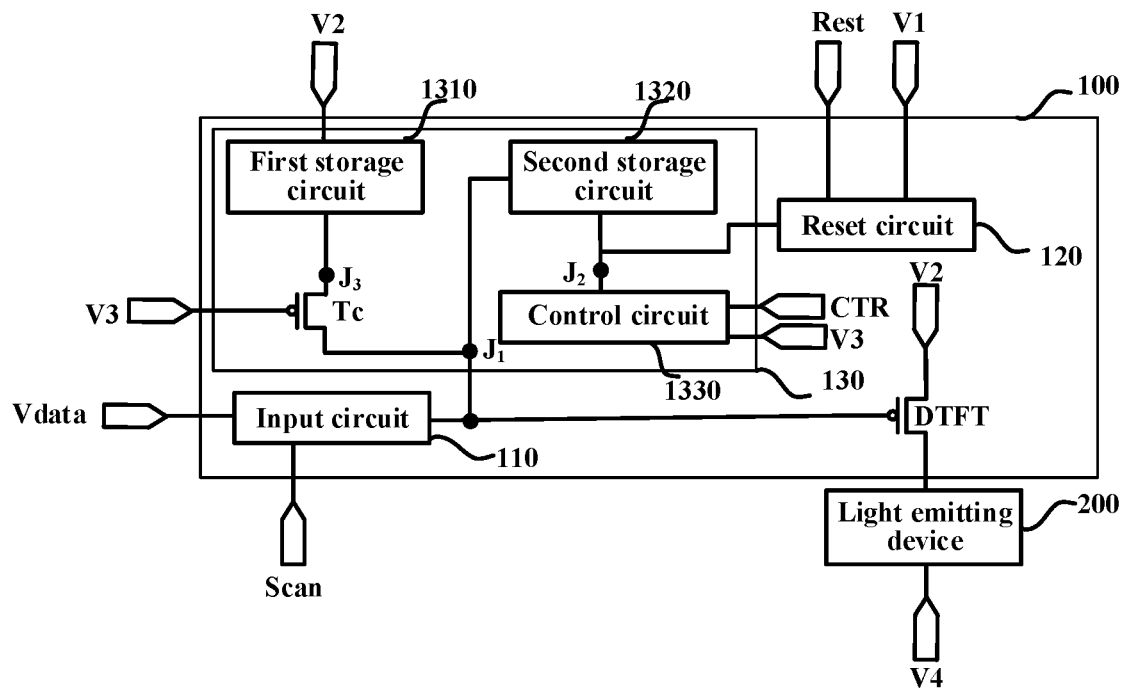 V2
Rest
V1
1310
1320
100
First storage
circuit
Second storage
circuit
Reset circuit
120
J3
J2
V2
V3
Tc
Control circuit
CTR
V3
J1
1330
130
Vdata
Input circuit
DTFT
110
Light emitting
device
200
Scan
V4